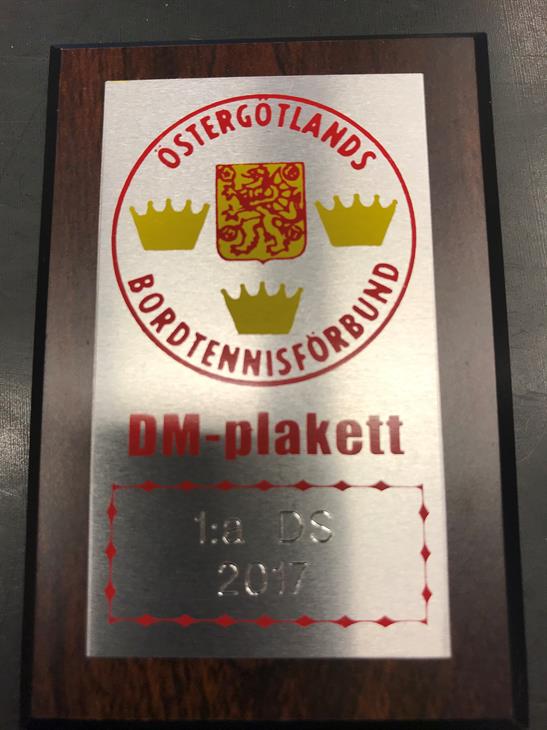 ÖSTERGÖTLANDS
BORDTENNISFÖRBUND
DM-plakett
1:a DS
2017